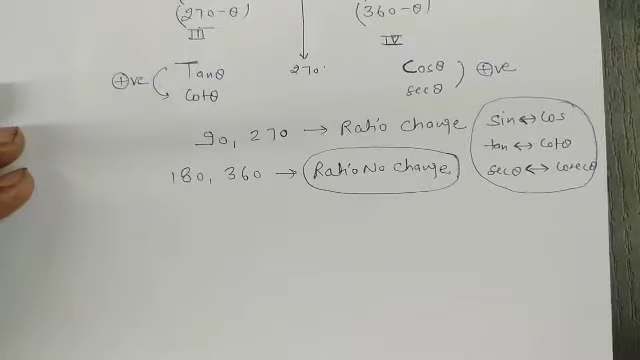 (270-θ) (360-θ)
III IV
270°
⊕ve Tanθ Cosθ ⊕ve
Cotθ secθ
90, 270 → Ratio Change
180, 360 → Ratio No Change
sin ↔ Cos
tan ↔ Cotθ
secθ ↔ Cosecθ